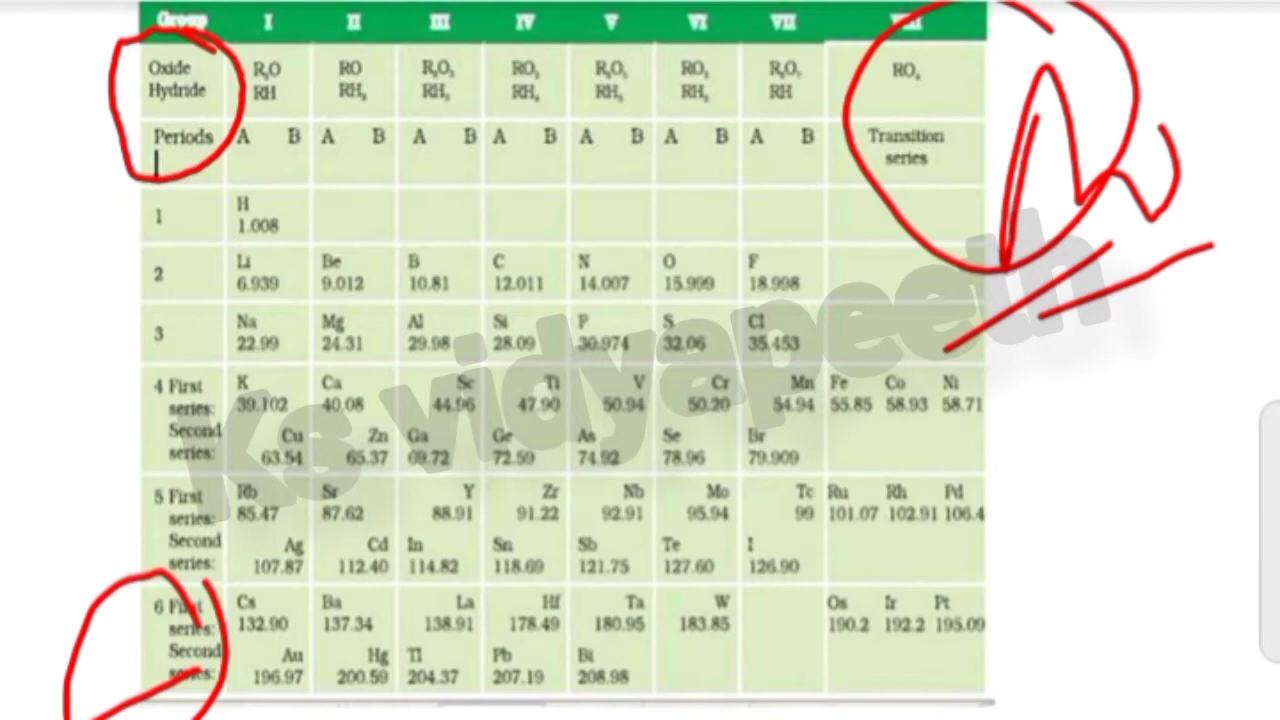 Group I II III IV V VI VII VIII
Oxide R₂O RO R₂O₃ RO₂ R₂O₅ RO₃ R₂O₇ RO₄
Hydride RH RH₂ RH₃ RH₄ RH₃ RH₂ RH
Periods A B A B A B A B A B A B A B Transition
series
1 H
1.008
2 Li Be B C N O F
6.939 9.012 10.81 12.011 14.007 15.999 18.998
3 Na Mg Al Si P S Cl
22.99 24.31 29.98 28.09 30.974 32.06 35.453
4 First K Ca Sc Ti V Cr Mn Fe Co Ni
series: 39.102 40.08 44.96 47.90 50.94 50.20 54.94 55.85 58.93 58.71
Second Cu Zn Ga Ge As Se Br
series: 63.54 65.37 69.72 72.59 74.92 78.96 79.909
5 First Rb Sr Y Zr Nb Mo Tc Ru Rh Pd
series: 85.47 87.62 88.91 91.22 92.91 95.94 99 101.07 102.91 106.4
Second Ag Cd In Sn Sb Te I
series: 107.87 112.40 114.82 118.69 121.75 127.60 126.90
6 First Cs Ba La Hf Ta W Os Ir Pt
series: 132.90 137.34 138.91 178.49 180.95 183.85 190.2 192.2 195.09
Second Au Hg Tl Pb Bi
series: 196.97 200.59 204.37 207.19 208.98
Ks vidyapeeth